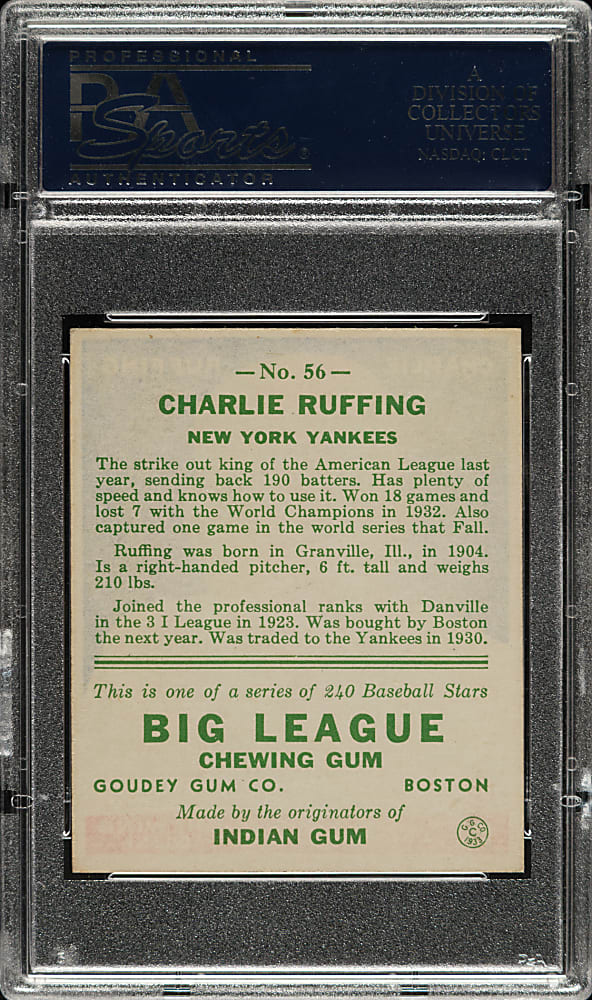 PROFESSIONAL
PSA
Sports
®
AUTHENTICATOR
A
DIVISION OF
COLLECTORS
UNIVERSE
NASDAQ: CLCT
—No. 56—
CHARLIE RUFFING
NEW YORK YANKEES
The strike out king of the American League last
year, sending back 190 batters. Has plenty of
speed and knows how to use it. Won 18 games and
lost 7 with the World Champions in 1932. Also
captured one game in the world series that Fall.
Ruffing was born in Granville, Ill., in 1904.
Is a right-handed pitcher, 6 ft. tall and weighs
210 lbs.
Joined the professional ranks with Danville
in the 3 I League in 1923. Was bought by Boston
the next year. Was traded to the Yankees in 1930.
This is one of a series of 240 Baseball Stars
BIG LEAGUE
CHEWING GUM
GOUDEY GUM CO. BOSTON
Made by the originators of
INDIAN GUM
G. G. CO.
C
1933
PSA